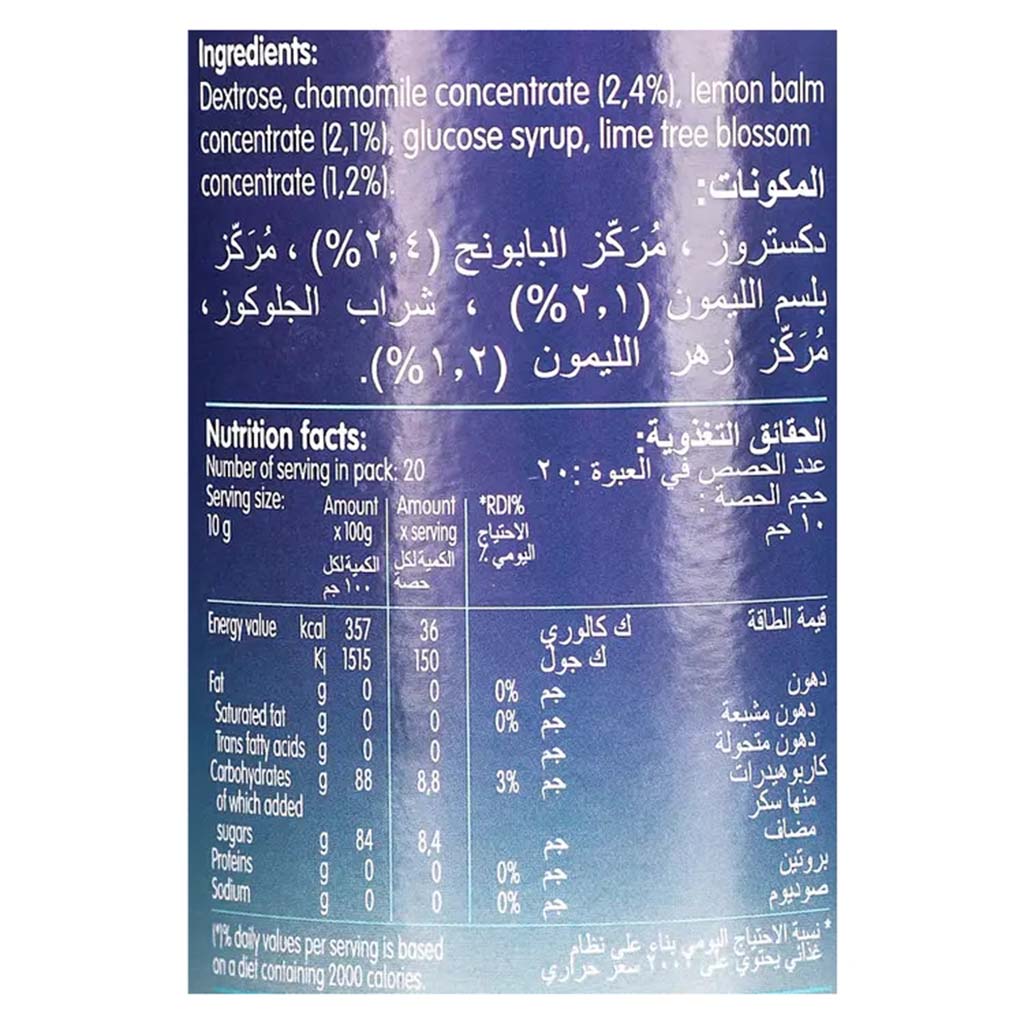 Ingredients:
Dextrose, chamomile concentrate (2,4%), lemon balm
concentrate (2,1%), glucose syrup, lime tree blossom
concentrate (1,2%).
المكونات:
دكستروز ، مُرَكّز البابونج (٢,٤%) ، مُرَكّز
بلسم الليمون (٢,١%) ، شراب الجلوكوز،
مُرَكّز زهر الليمون (١,٢%).
Nutrition facts: الحقائق التغذوية:
Number of serving in pack: 20 عدد الحصص في العبوة : ٢٠
Serving size: Amount Amount *RDI% حجم الحصة :
10 g x 100g x serving الاحتياج ١٠ جم
الكمية لكل الكمية لكل اليومي ٪
١٠٠ جم حصة
Energy value kcal 357 36 ك كالوري قيمة الطاقة
Kj 1515 150 ك جول
Fat g 0 0 0% جم دهون
Saturated fat g 0 0 0% جم دهون مشبعة
Trans fatty acids g 0 0 جم دهون متحولة
Carbohydrates g 88 8,8 3% جم كاربوهيدرات
of which added منها سكر
sugars g 84 8,4 جم مضاف
Proteins g 0 0 0% جم بروتين
Sodium g 0 0 0% جم صوديوم
(*)% daily values per serving is based
on a diet containing 2000 calories.
* نسبة الاحتياج اليومي بناء على نظام
غذائي يحتوي على ٢٠٠٠ سعر حراري